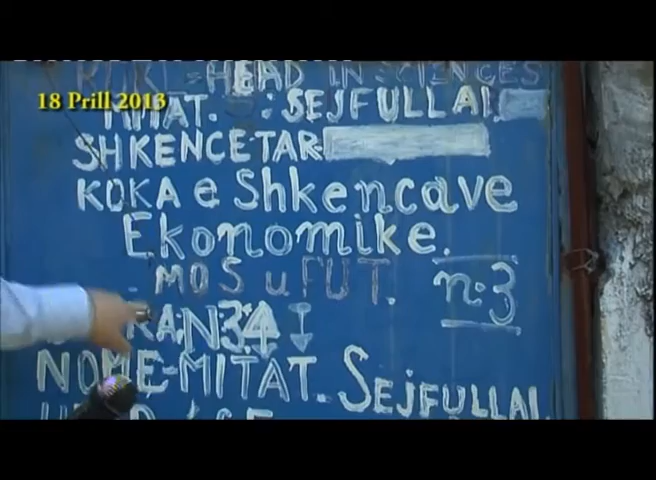 18 Prill 2013
= HEAD IN SCIENCES
MITAT. : SEJFULLAI.
SHKENCETAR
KOKA e ShKENCAVE
EKonomiKe.
MOS u FUT.
n:3
NOME-MITAT. SEJFULLAI